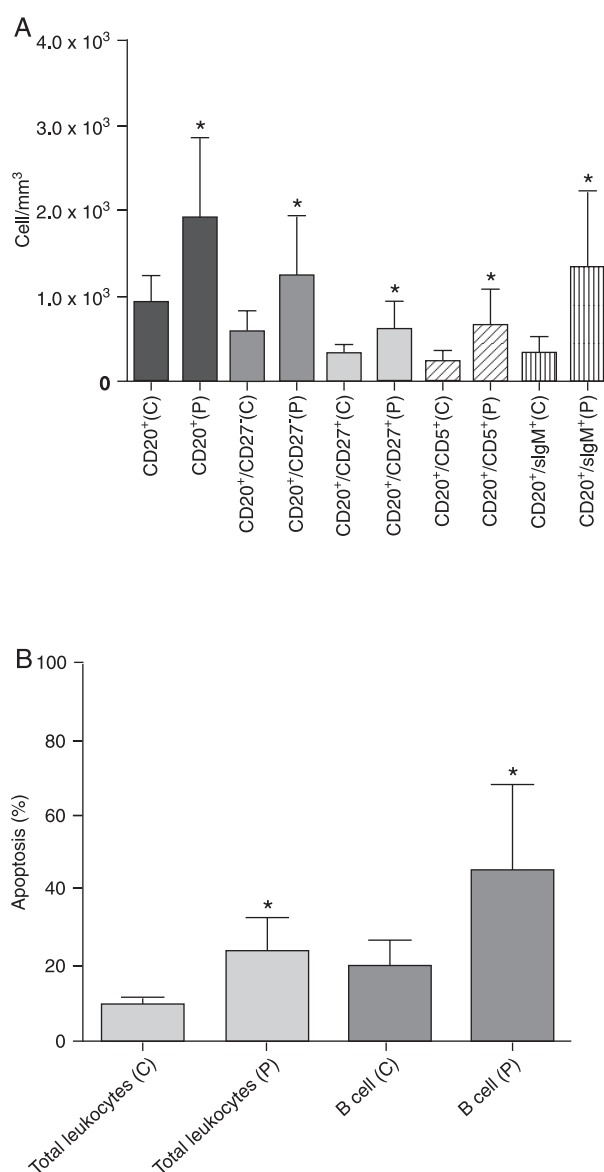 A
4.0 x 10³
3.0 x 10³
2.0 x 10³
1.0 x 10³
0
Cell/mm³
* * * * *
CD20⁺(C)
CD20⁺(P)
CD20⁺/CD27⁻(C)
CD20⁺/CD27⁻(P)
CD20⁺/CD27⁺(C)
CD20⁺/CD27⁺(P)
CD20⁺/CD5⁺(C)
CD20⁺/CD5⁺(P)
CD20⁺/sIgM⁺(C)
CD20⁺/sIgM⁺(P)
B
100
80
60
40
20
0
Apoptosis (%)
* *
Total leukocytes (C)
Total leukocytes (P)
B cell (C)
B cell (P)